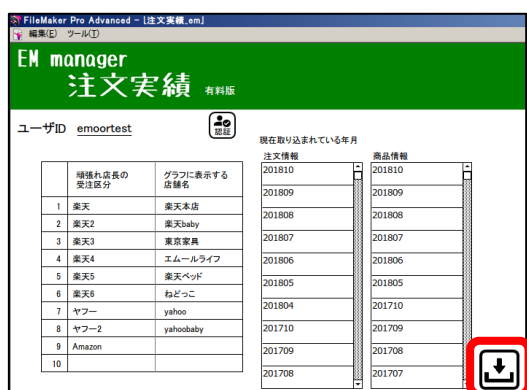 FileMaker Pro Advanced - [注文実績_em]
編集(E) ツール(T)
EM manager
注文実績 有料版
ユーザID emoortest
認証
現在取り込まれている年月
注文情報 商品情報
頑張れ店長の
受注区分
グラフに表示する
店舗名
1 楽天 楽天本店
2 楽天2 楽天baby
3 楽天3 東京家具
4 楽天4 エムールライフ
5 楽天5 楽天ベッド
6 楽天6 ねどっこ
7 ヤフー yahoo
8 ヤフー2 yahoobaby
9 Amazon
10
201810 201810
201809 201809
201808 201808
201807 201807
201806 201806
201805 201805
201804 201710
201710 201709
201709 201708
201708 201707